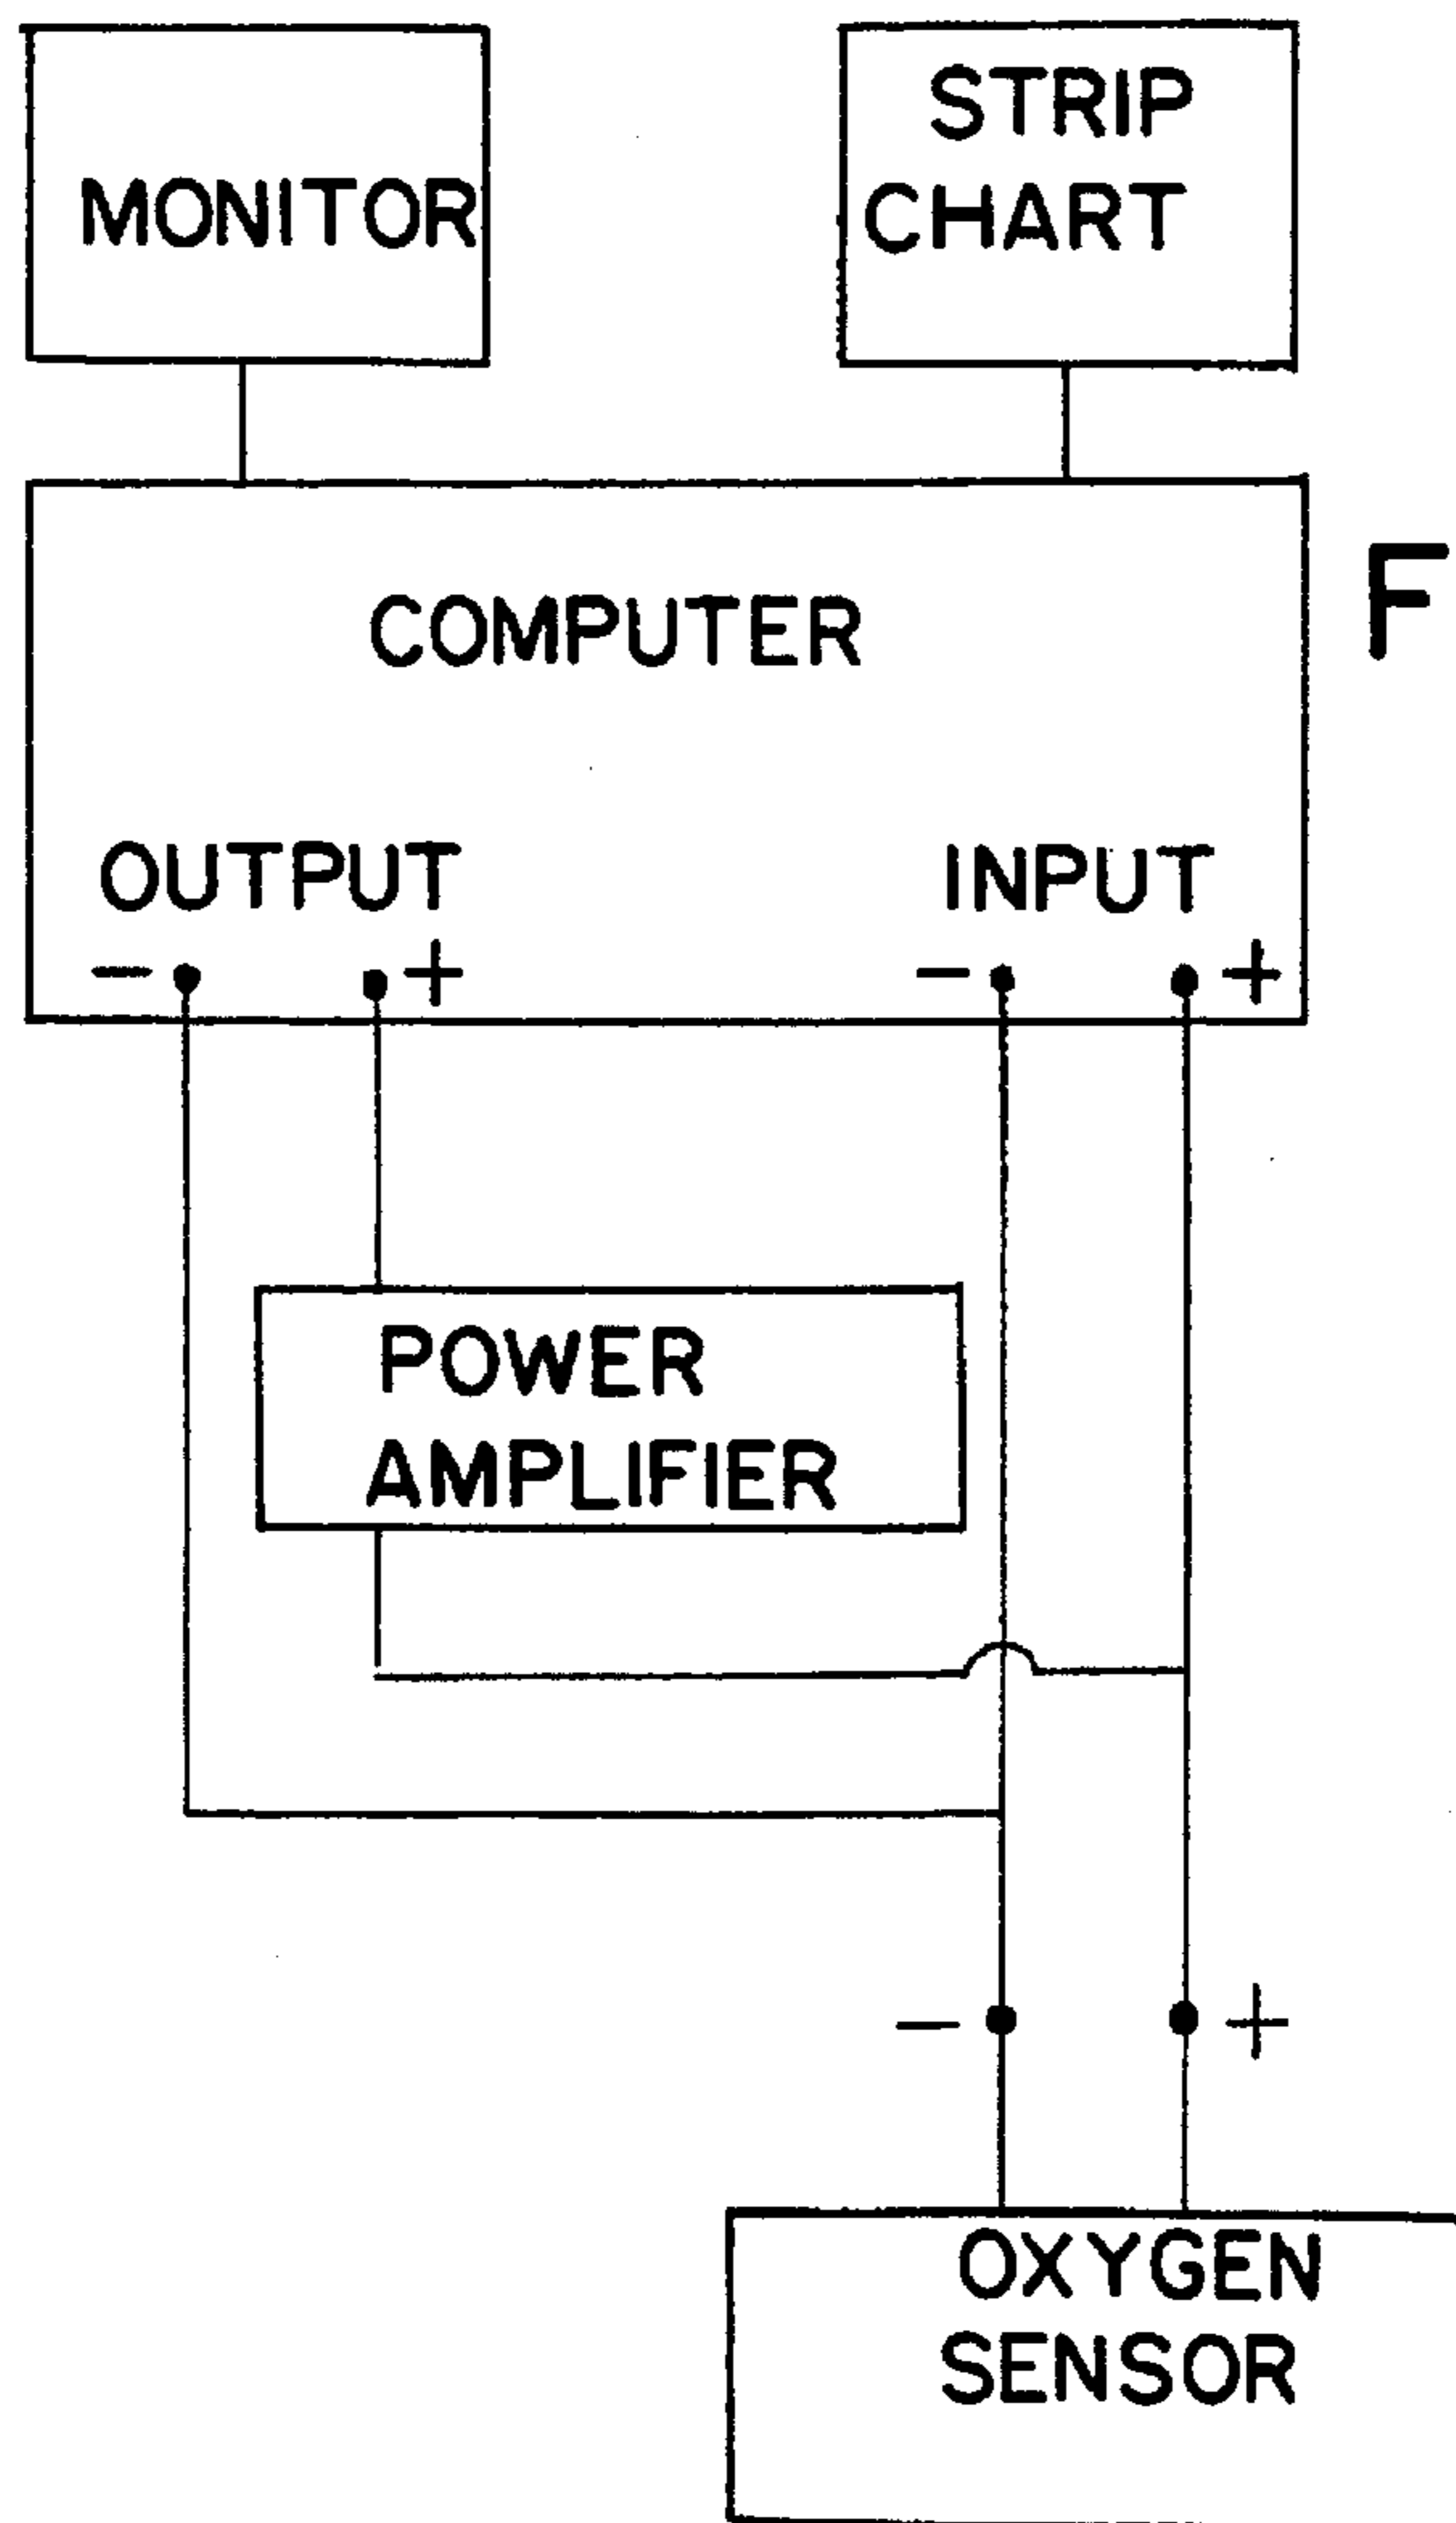 MONITOR
STRIP
CHART
COMPUTER
F
OUTPUT
INPUT
- +
- +
POWER
AMPLIFIER
- +
OXYGEN
SENSOR